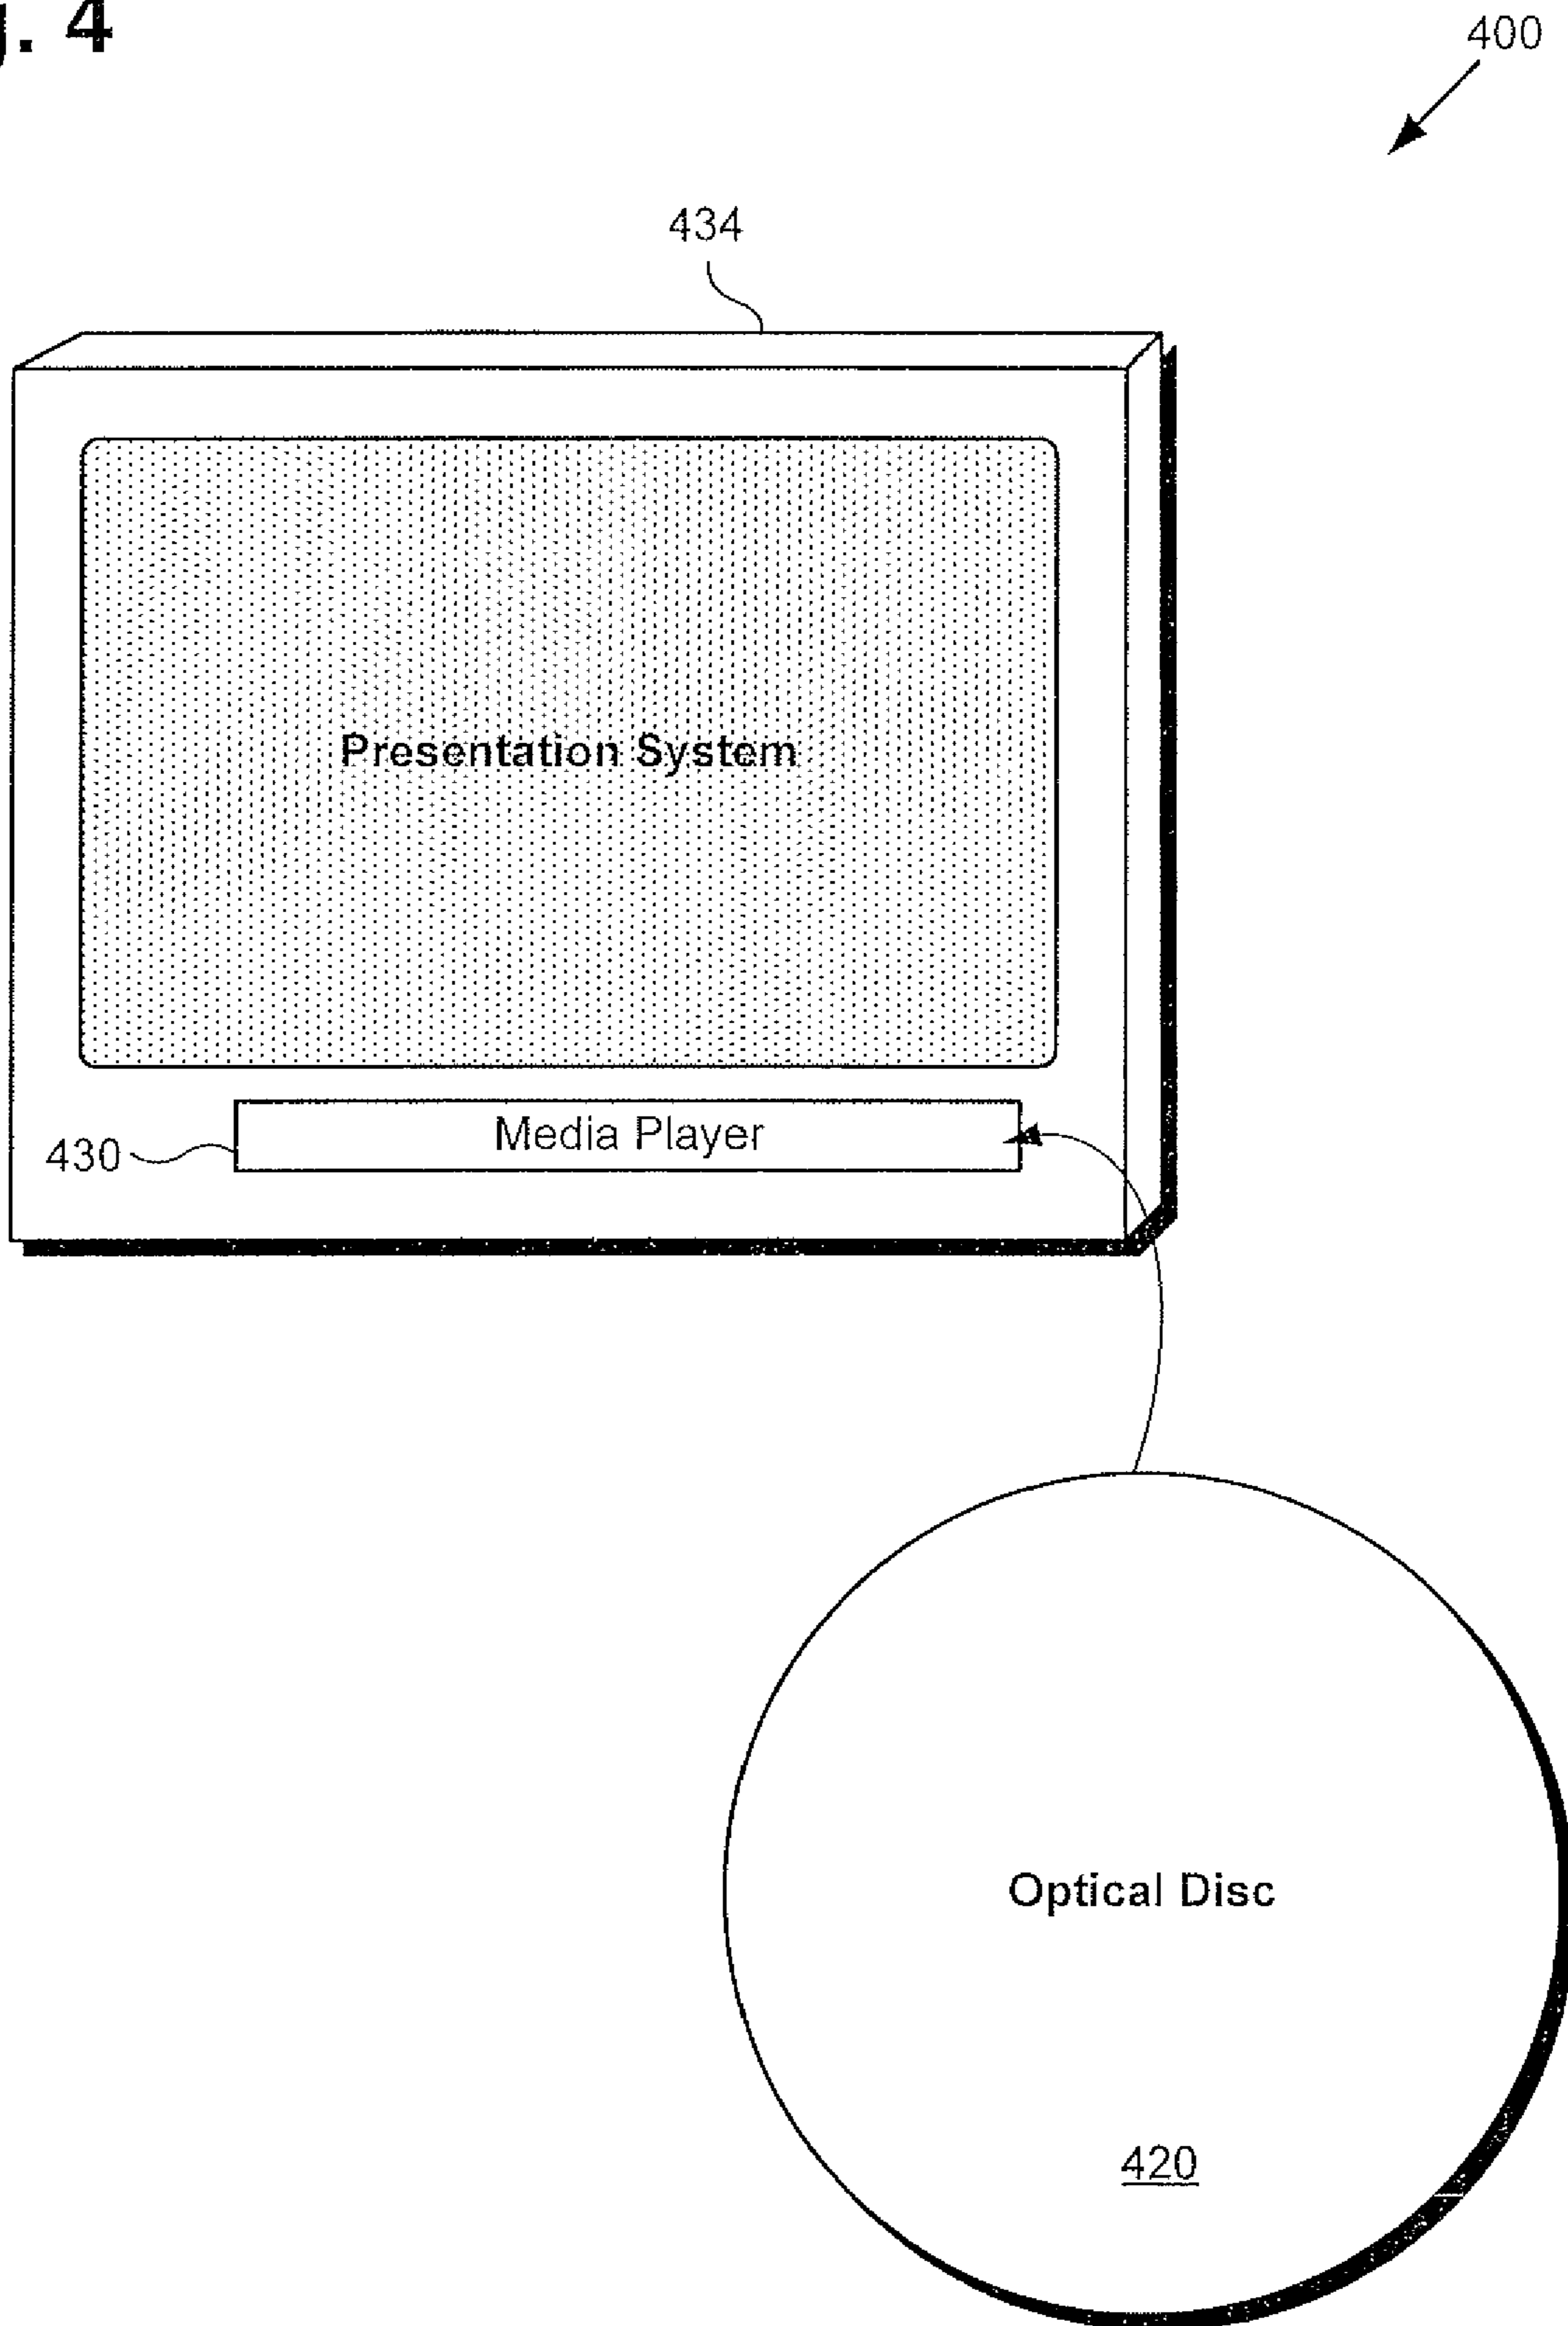 . 4
400
434
Presentation System
Media Player
430
Optical Disc
420